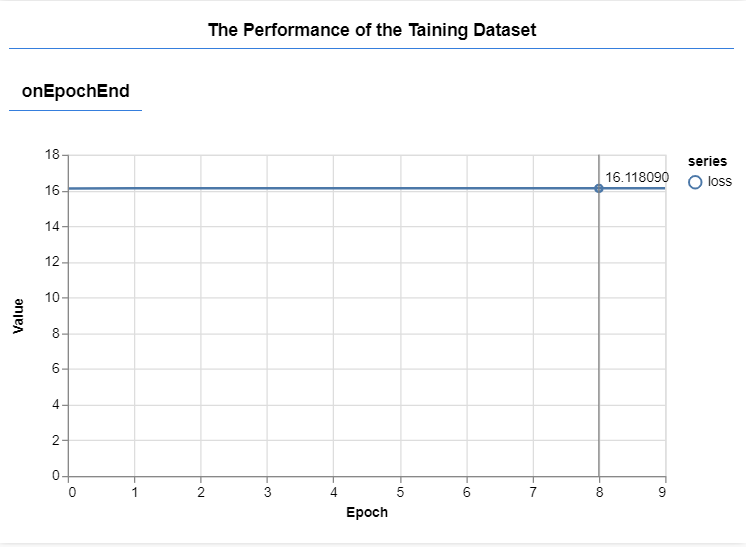 The Performance of the Taining Dataset
onEpochEnd
18
16
14
12
10
8
6
4
2
0
Value
16.118090
series
loss
0 1 2 3 4 5 6 7 8 9
Epoch